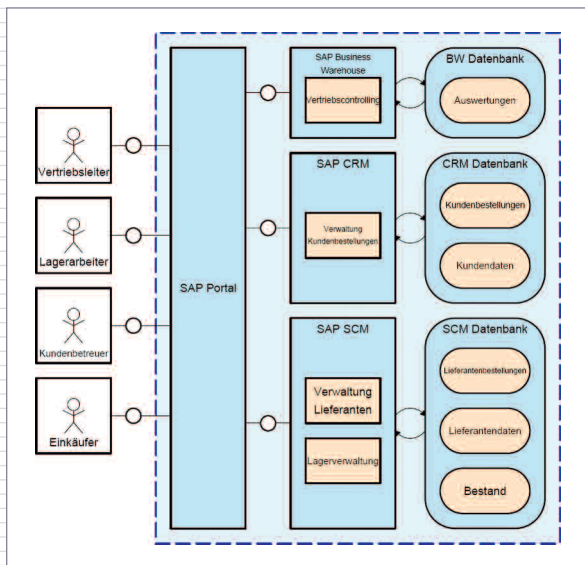 Vertriebsleiter
Lagerarbeiter
Kundenbetreuer
Einkäufer
SAP Portal
SAP Business
Warehouse
Vertriebscontrolling
BW Datenbank
Auswertungen
SAP CRM
Verwaltung
Kundenbestellungen
CRM Datenbank
Kundenbestellungen
Kundendaten
SAP SCM
Verwaltung
Lieferanten
Lagerverwaltung
SCM Datenbank
Lieferantenbestellungen
Lieferantendaten
Bestand